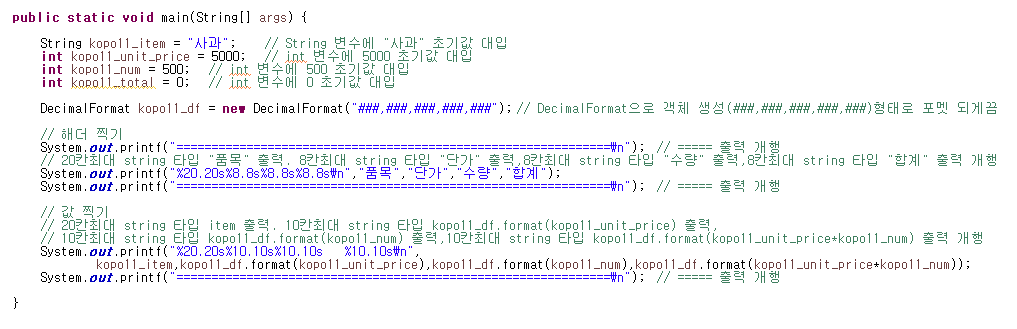 public static void main(String[] args) {
String kopo11_item = "사과"; // String 변수에 "사과" 초기값 대입
int kopo11_unit_price = 5000; // int 변수에 5000 초기값 대입
int kopo11_num = 500; // int 변수에 500 초기값 대입
int kopo11_total = 0; // int 변수에 0 초기값 대입
DecimalFormat kopo11_df = new DecimalFormat("###,###,###,###,###"); // DecimalFormat으로 객체 생성(###,###,###,###,###)형태로 포멧 되게끔
// 해더 찍기
System.out.printf("==============================================================₩n"); // ===== 출력 개행
// 20칸최대 string 타입 "품목" 출력. 8칸최대 string 타입 "단가" 출력,8칸최대 string 타입 "수량" 출력,8칸최대 string 타입 "합계" 출력 개행
System.out.printf("%20.20s%8.8s%8.8s%8.8s₩n","품목","단가","수량","합계");
System.out.printf("==============================================================₩n"); // ===== 출력 개행
// 값 찍기
// 20칸최대 string 타입 item 출력. 10칸최대 string 타입 kopo11_df.format(kopo11_unit_price) 출력,
// 10칸최대 string 타입 kopo11_df.format(kopo11_num) 출력,10칸최대 string 타입 kopo11_df.format(kopo11_unit_price*kopo11_num) 출력 개행
System.out.printf("%20.20s%10.10s%10.10s   %10.10s₩n",
kopo11_item,kopo11_df.format(kopo11_unit_price),kopo11_df.format(kopo11_num),kopo11_df.format(kopo11_unit_price*kopo11_num));
System.out.printf("==============================================================₩n"); // ===== 출력 개행
}